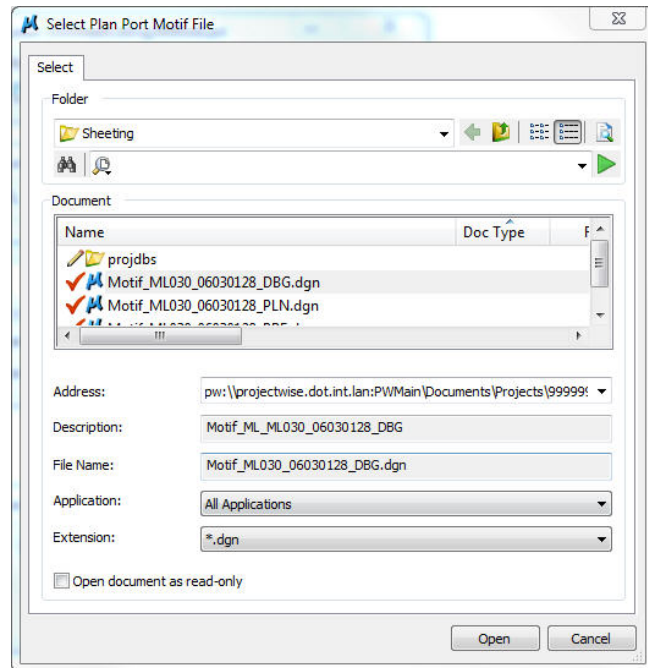 Select Plan Port Motif File
Select
Folder
Sheeting
Document
Name Doc Type
projdbs
Motif_ML030_06030128_DBG.dgn
Motif_ML030_06030128_PLN.dgn
Address: pw:\\projectwise.dot.int.lan:PWMain\Documents\Projects\99999
Description: Motif_ML_ML030_06030128_DBG
File Name: Motif_ML030_06030128_DBG.dgn
Application: All Applications
Extension: *.dgn
Open document as read-only
Open Cancel